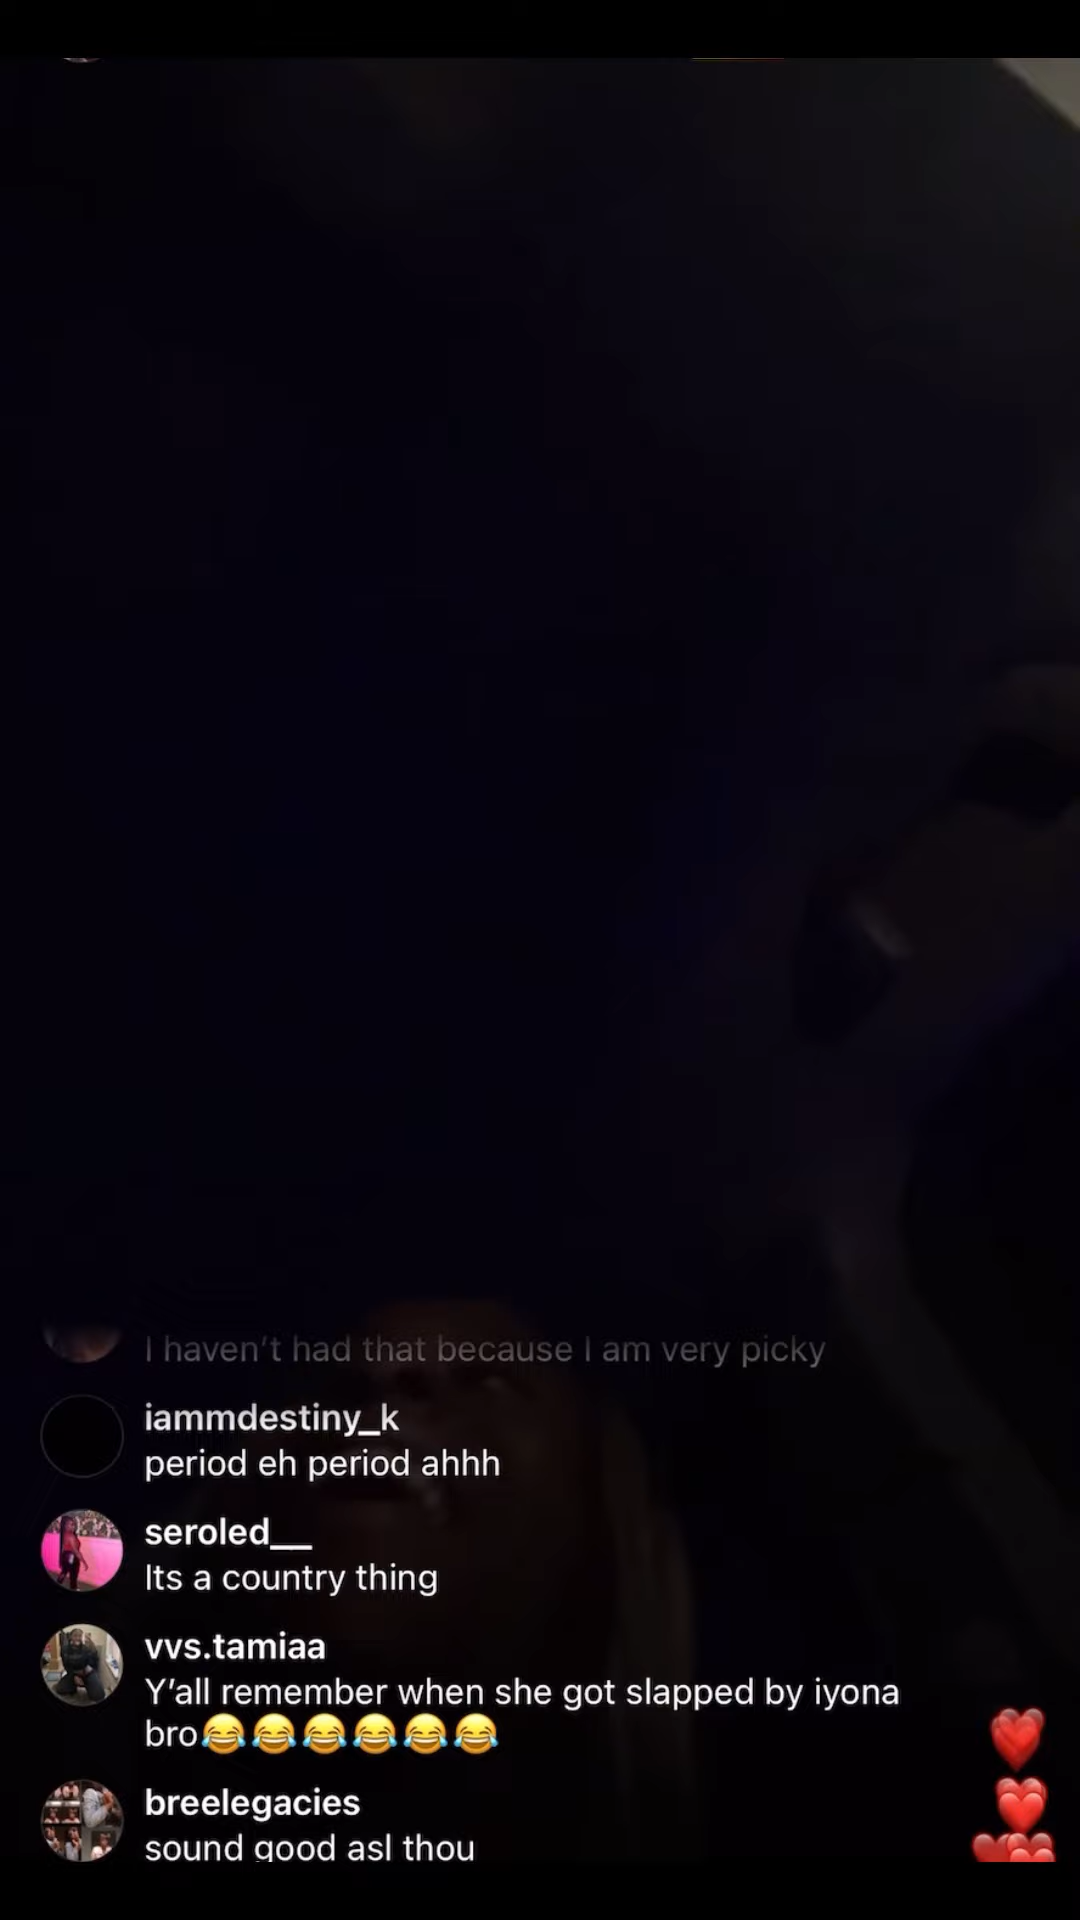 I haven't had that because I am very picky
iammdestiny_k
period eh period ahhh
seroled__
Its a country thing
vvs.tamiaa
Y'all remember when she got slapped by iyona
bro😂😂😂😂😂😂
breelegacies
sound good asl thou